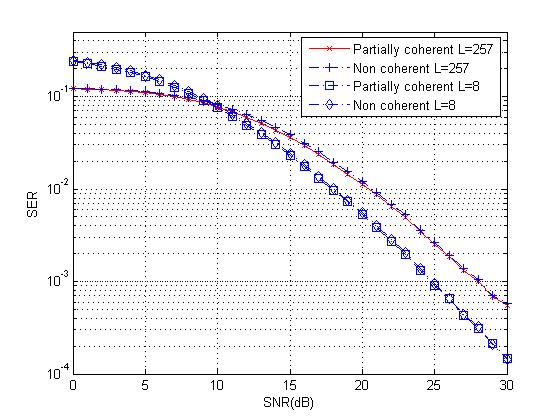 Partially coherent L=257
Non coherent L=257
Partially coherent L=8
Non coherent L=8
10^-1
10^-2
10^-3
10^-4
SER
0 5 10 15 20 25 30
SNR(dB)